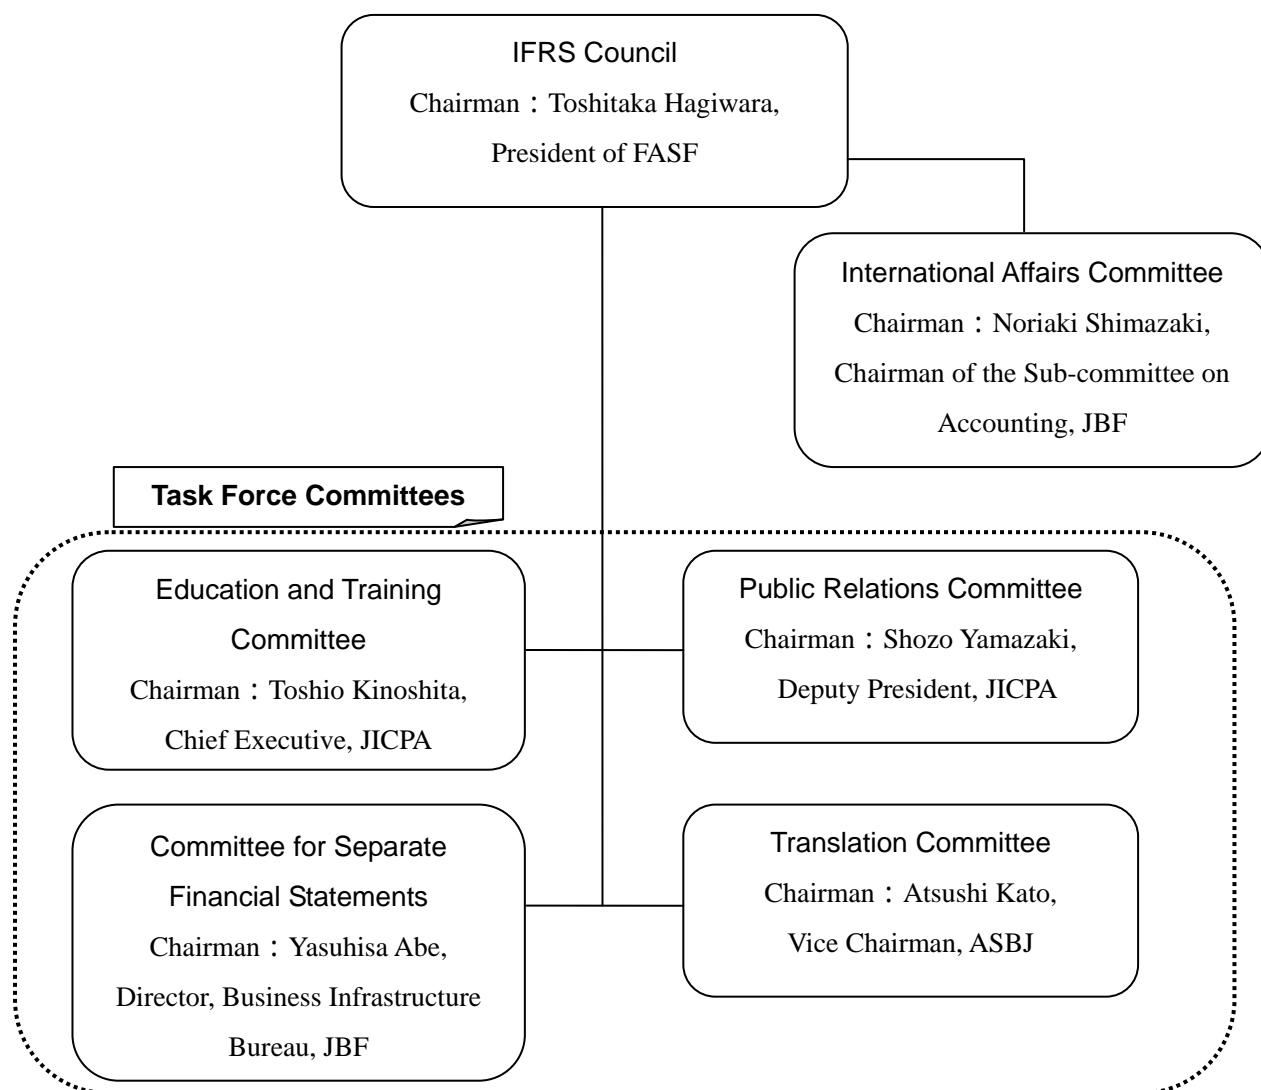 IFRS Council
Chairman：Toshitaka Hagiwara,
President of FASF
International Affairs Committee
Chairman：Noriaki Shimazaki,
Chairman of the Sub-committee on
Accounting, JBF
Task Force Committees
Education and Training
Committee
Chairman：Toshio Kinoshita,
Chief Executive, JICPA
Public Relations Committee
Chairman：Shozo Yamazaki,
Deputy President, JICPA
Committee for Separate
Financial Statements
Chairman：Yasuhisa Abe,
Director, Business Infrastructure
Bureau, JBF
Translation Committee
Chairman：Atsushi Kato,
Vice Chairman, ASBJ